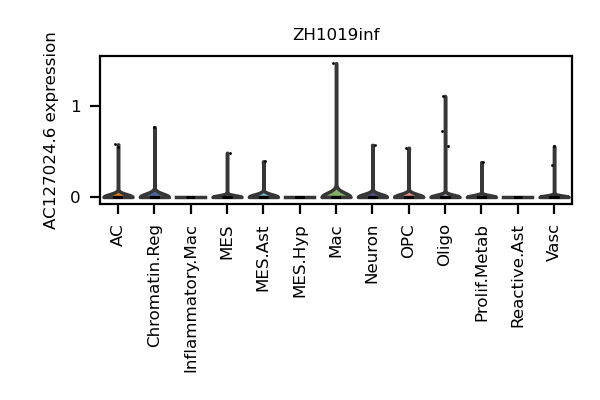 ZH1019inf
AC127024.6 expression
1
0
AC
Chromatin.Reg
Inflammatory.Mac
MES
MES.Ast
MES.Hyp
Mac
Neuron
OPC
Oligo
Prolif.Metab
Reactive.Ast
Vasc